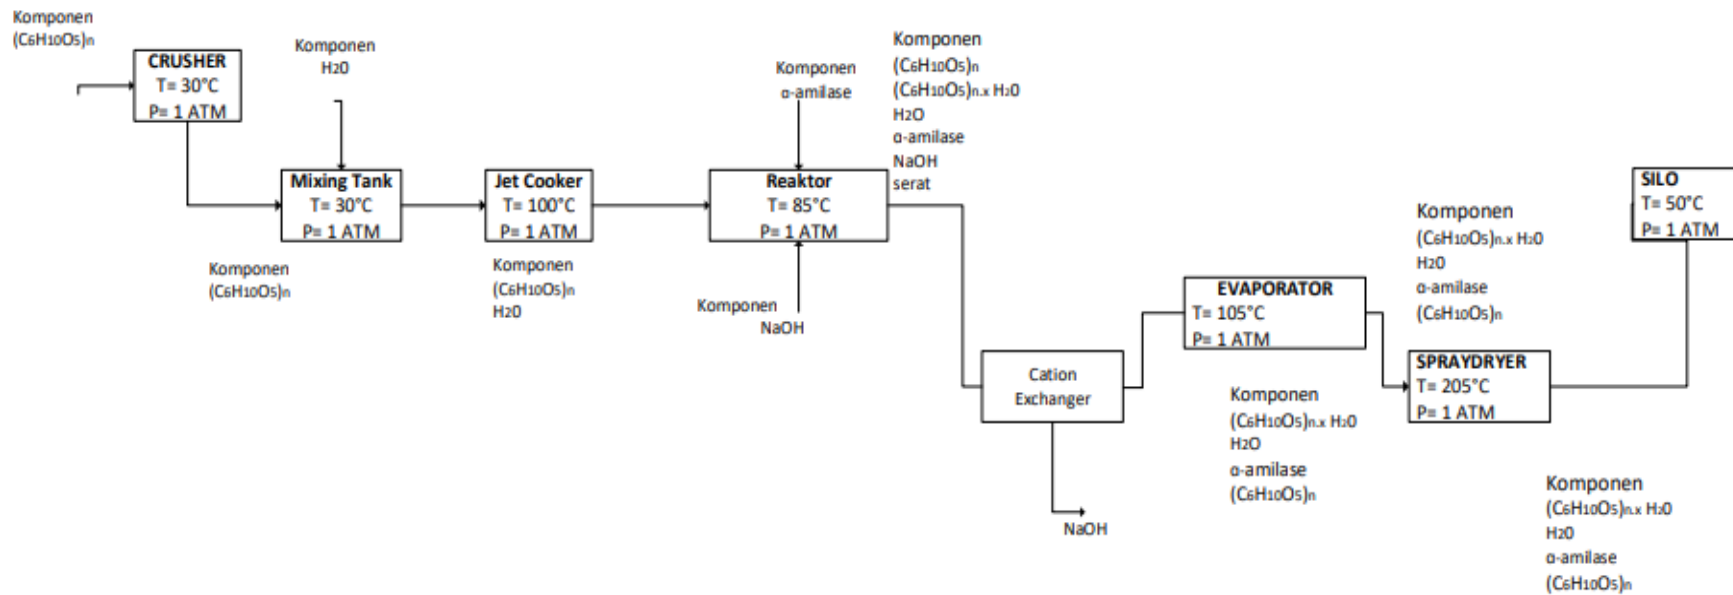 Komponen
(C6H10O5)n
CRUSHER
T= 30°C
P= 1 ATM
Komponen
H20
Mixing Tank
T= 30°C
P= 1 ATM
Komponen
(C6H10O5)n
Jet Cooker
T= 100°C
P= 1 ATM
Komponen
(C6H10O5)n
H20
Komponen
α-amilase
Reaktor
T= 85°C
P= 1 ATM
Komponen
NaOH
Komponen
(C6H10O5)n
(C6H10O5)n.x H20
H2O
α-amilase
NaOH
serat
Cation
Exchanger
NaOH
EVAPORATOR
T= 105°C
P= 1 ATM
Komponen
(C6H10O5)n.x H20
H2O
α-amilase
(C6H10O5)n
Komponen
(C6H10O5)n.x H20
H20
α-amilase
(C6H10O5)n
SPRAYDRYER
T= 205°C
P= 1 ATM
Komponen
(C6H10O5)n.x H20
H20
α-amilase
(C6H10O5)n
SILO
T= 50°C
P= 1 ATM